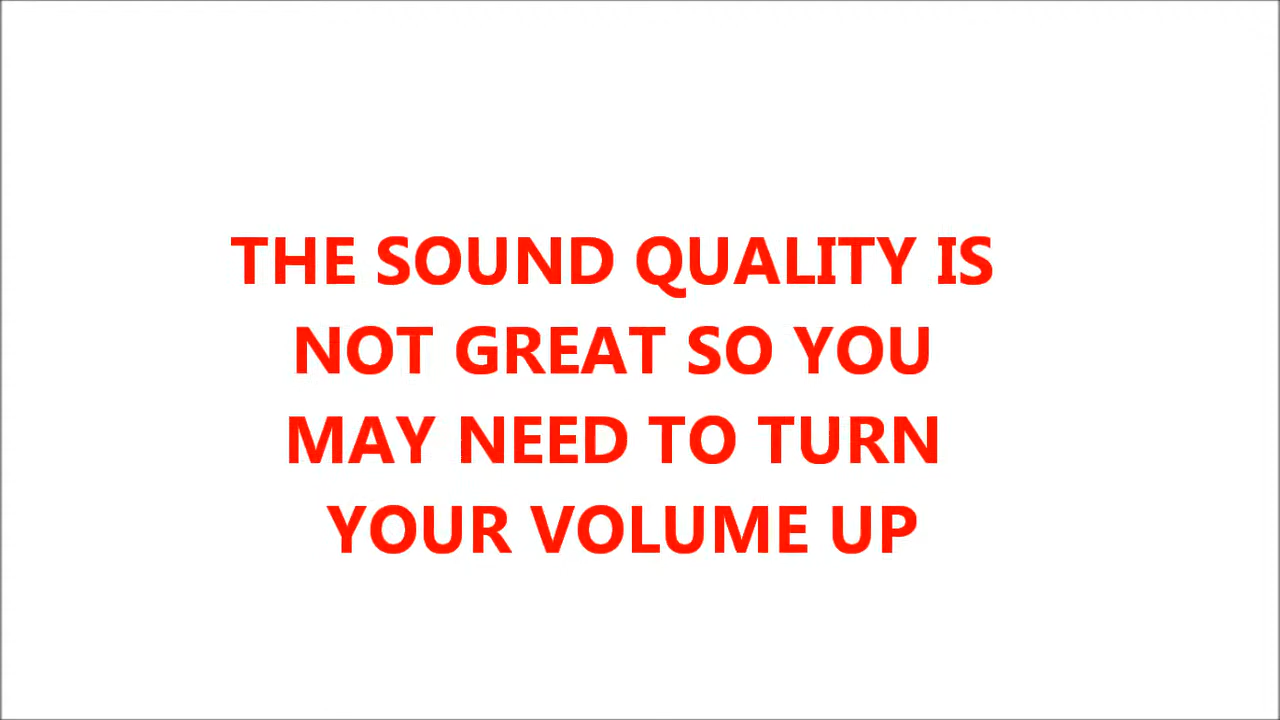 THE SOUND QUALITY IS
NOT GREAT SO YOU
MAY NEED TO TURN
YOUR VOLUME UP